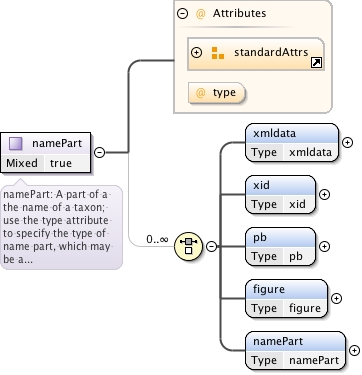 Attributes
standardAttrs
type
namePart
Mixed true
namePart: A part of a
the name of a taxon;
use the type attribute
to specify the type of
name part, which may
be a...
0..∞
xmldata
Type xmldata
xid
Type xid
pb
Type pb
figure
Type figure
namePart
Type namePart